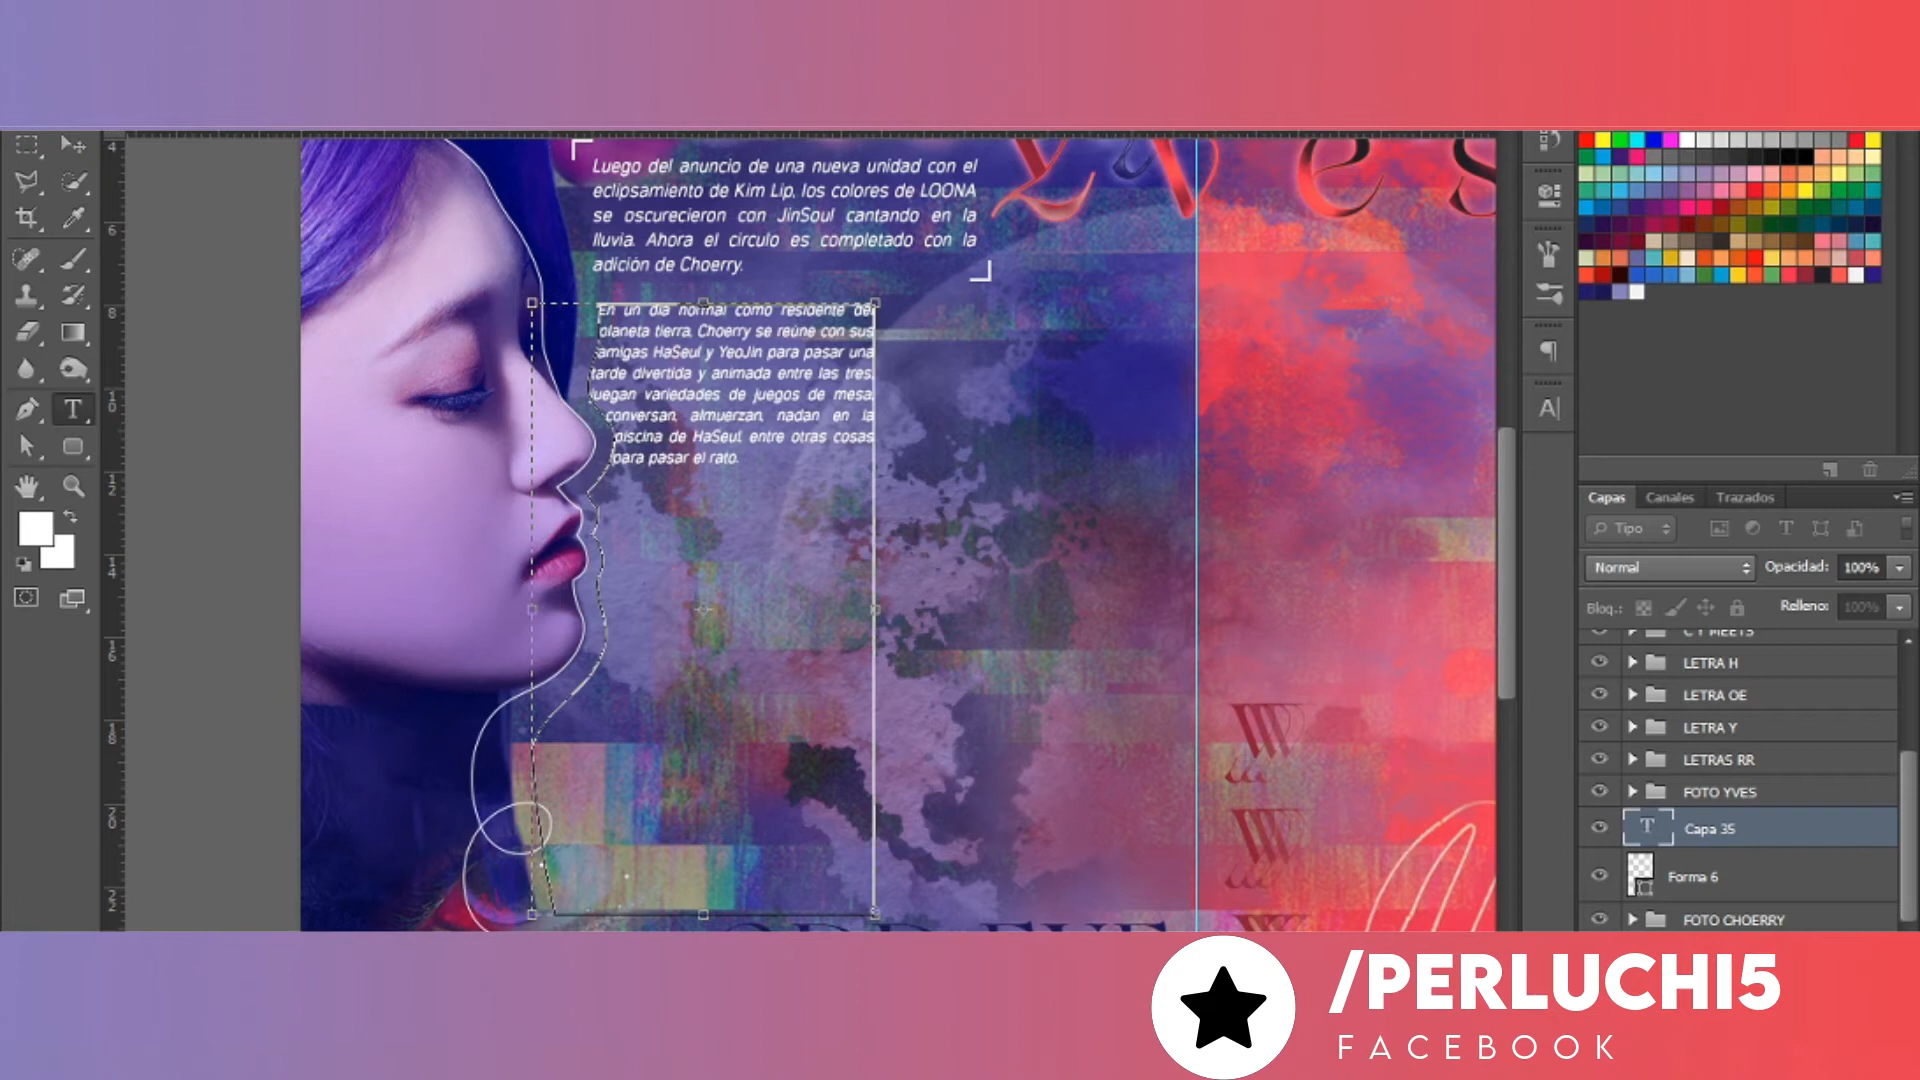 Luego del anuncio de una nueva unidad con el
eclipsamiento de Kim Lip, los colores de LOONA
se oscurecieron con JinSoul cantando en la
lluvia. Ahora el circulo es completado con la
adición de Choerry.
Yves
En un dia normal como residente del
planeta tierra, Choerry se reúne con sus
amigas HaSeul y YeoJin para pasar una
tarde divertida y animada entre las tres,
juegan variedades de juegos de mesa,
conversan, almuerzan, nadan en la
piscina de HaSeul, entre otras cosas
para pasar el rato.
Capas Canales Trazados
Tipo
Normal Opacidad: 100%
Bloq.: Relleno: 100%
C Y MEETS
LETRA H
LETRA OE
LETRA Y
LETRAS RR
FOTO YVES
Capa 35
Forma 6
FOTO CHOERRY
/PERLUCHI5
FACEBOOK